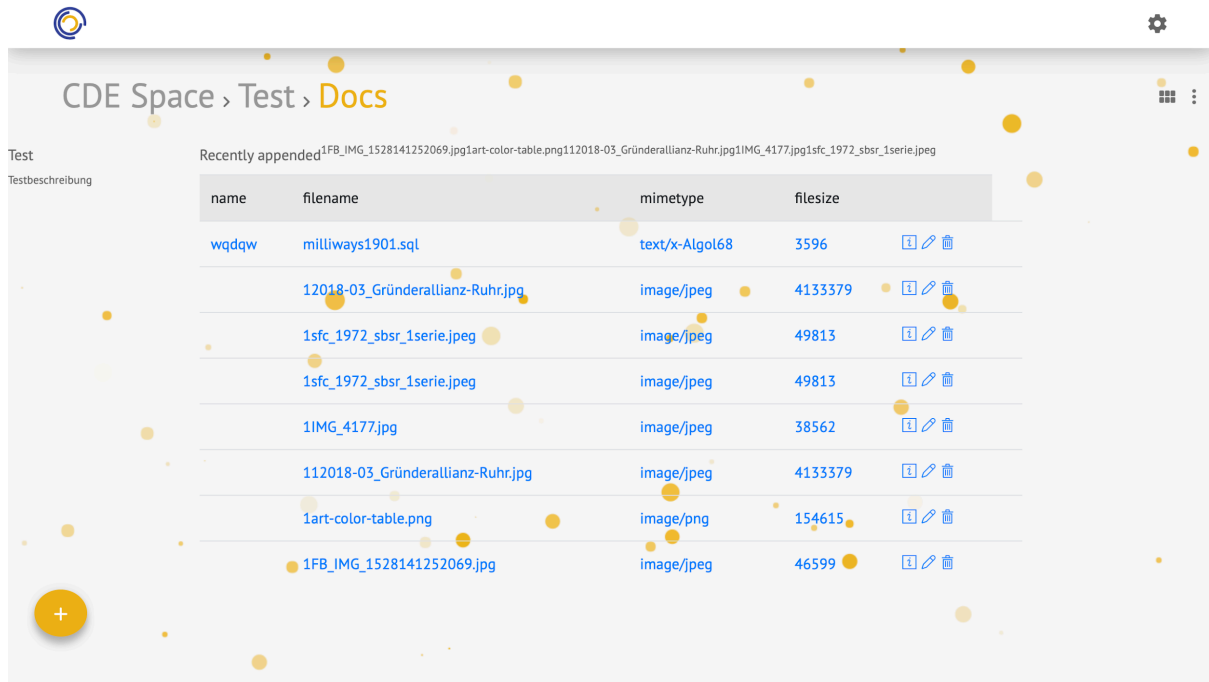 CDE Space › Test › Docs
Test
Testbeschreibung
Recently appended1FB_IMG_1528141252069.jpg1art-color-table.png112018-03_Gründerallianz-Ruhr.jpg1IMG_4177.jpg1sfc_1972_sbsr_1serie.jpeg
name filename mimetype filesize
wqdqw milliways1901.sql text/x-Algol68 3596
12018-03_Gründerallianz-Ruhr.jpg image/jpeg 4133379
1sfc_1972_sbsr_1serie.jpeg image/jpeg 49813
1sfc_1972_sbsr_1serie.jpeg image/jpeg 49813
1IMG_4177.jpg image/jpeg 38562
112018-03_Gründerallianz-Ruhr.jpg image/jpeg 4133379
1art-color-table.png image/png 154615
1FB_IMG_1528141252069.jpg image/jpeg 46599
+